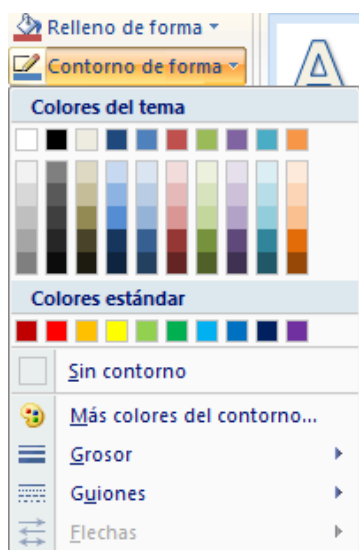 Relleno de forma
Contorno de forma
A
Colores del tema
Colores estándar
Sin contorno
Más colores del contorno...
Grosor
Guiones
Flechas